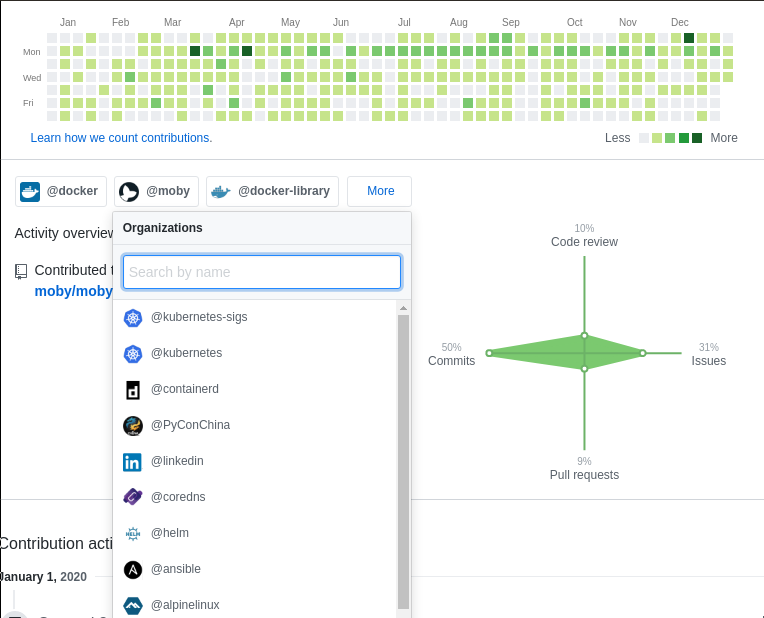 Jan Feb Mar Apr May Jun Jul Aug Sep Oct Nov Dec
Mon
Wed
Fri
Learn how we count contributions.
Less More
@docker @moby @docker-library More
Activity overview
Organizations
Search by name
Contributed t
moby/moby
@kubernetes-sigs
@kubernetes
@containerd
@PyConChina
@linkedin
@coredns
HELM @helm
@ansible
@alpinelinux
10%
Code review
50%
Commits
31%
Issues
9%
Pull requests
Contribution acti
January 1, 2020